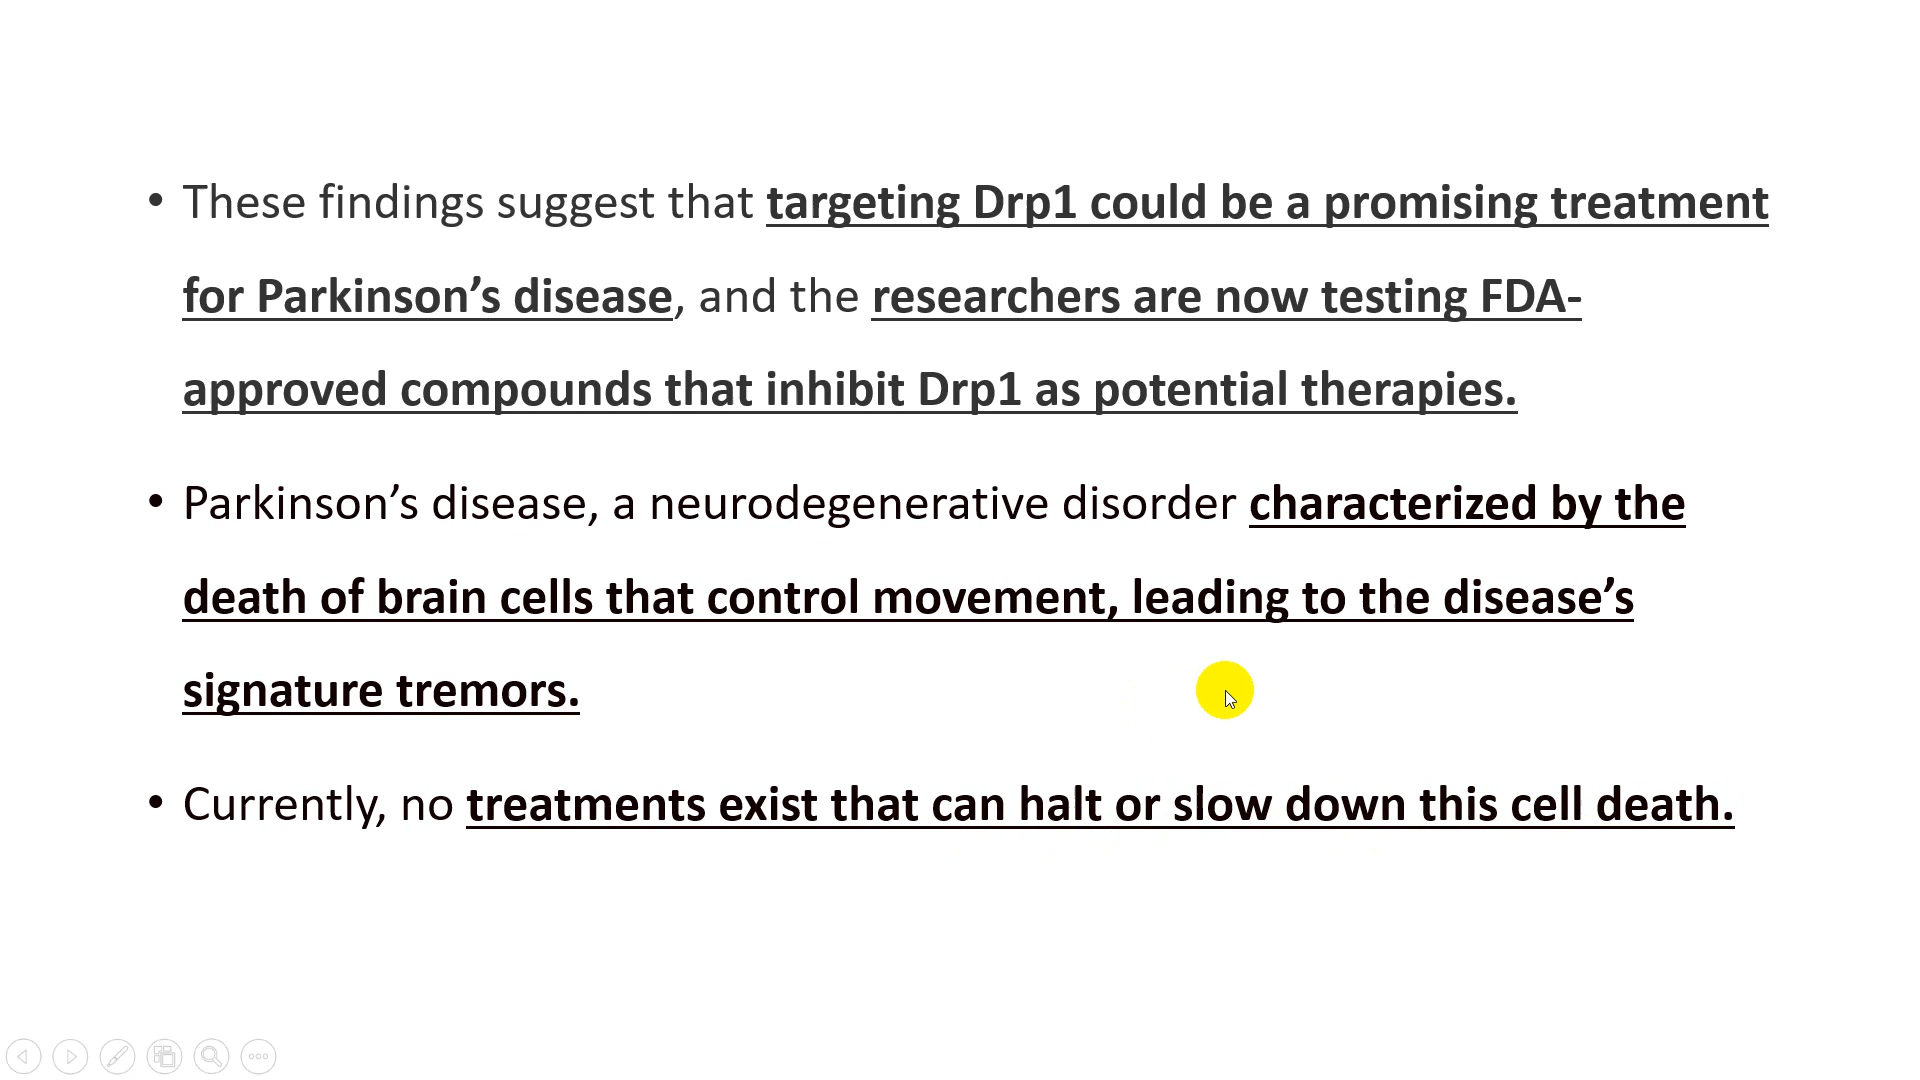 • These findings suggest that targeting Drp1 could be a promising treatment
for Parkinson’s disease, and the researchers are now testing FDA-
approved compounds that inhibit Drp1 as potential therapies.
• Parkinson’s disease, a neurodegenerative disorder characterized by the
death of brain cells that control movement, leading to the disease’s
signature tremors.
• Currently, no treatments exist that can halt or slow down this cell death.